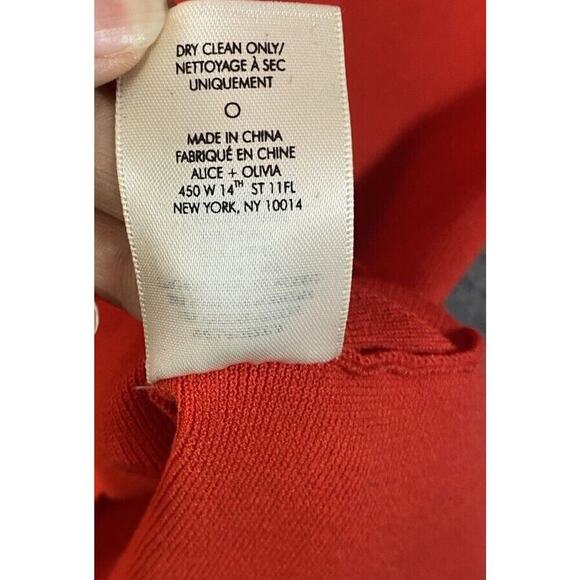 DRY CLEAN ONLY/
NETTOYAGE À SEC
UNIQUEMENT
MADE IN CHINA
FABRIQUÉ EN CHINE
ALICE + OLIVIA
450 W 14TH ST 11FL
NEW YORK, NY 10014